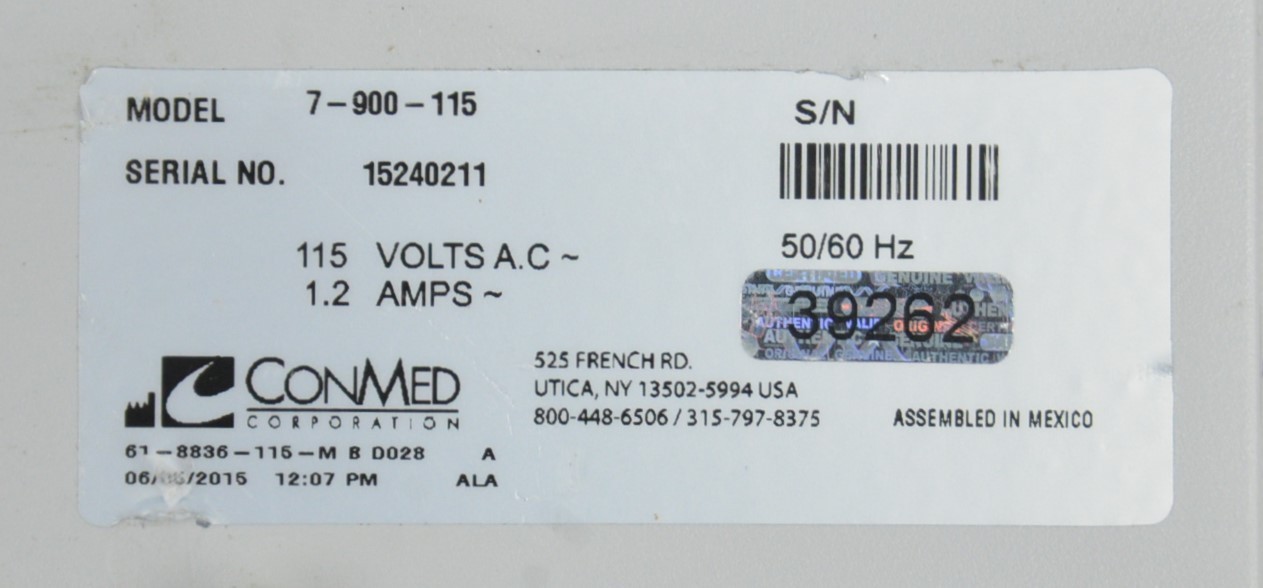 MODEL 7-900-115
SERIAL NO. 15240211
S/N
115 VOLTS A.C ~
1.2 AMPS ~
50/60 Hz
39262
CONMED
CORPORATION
525 FRENCH RD.
UTICA, NY 13502-5994 USA
800-448-6506 / 315-797-8375
ASSEMBLED IN MEXICO
61-8836-115-M B D028 A
12:07 PM ALA